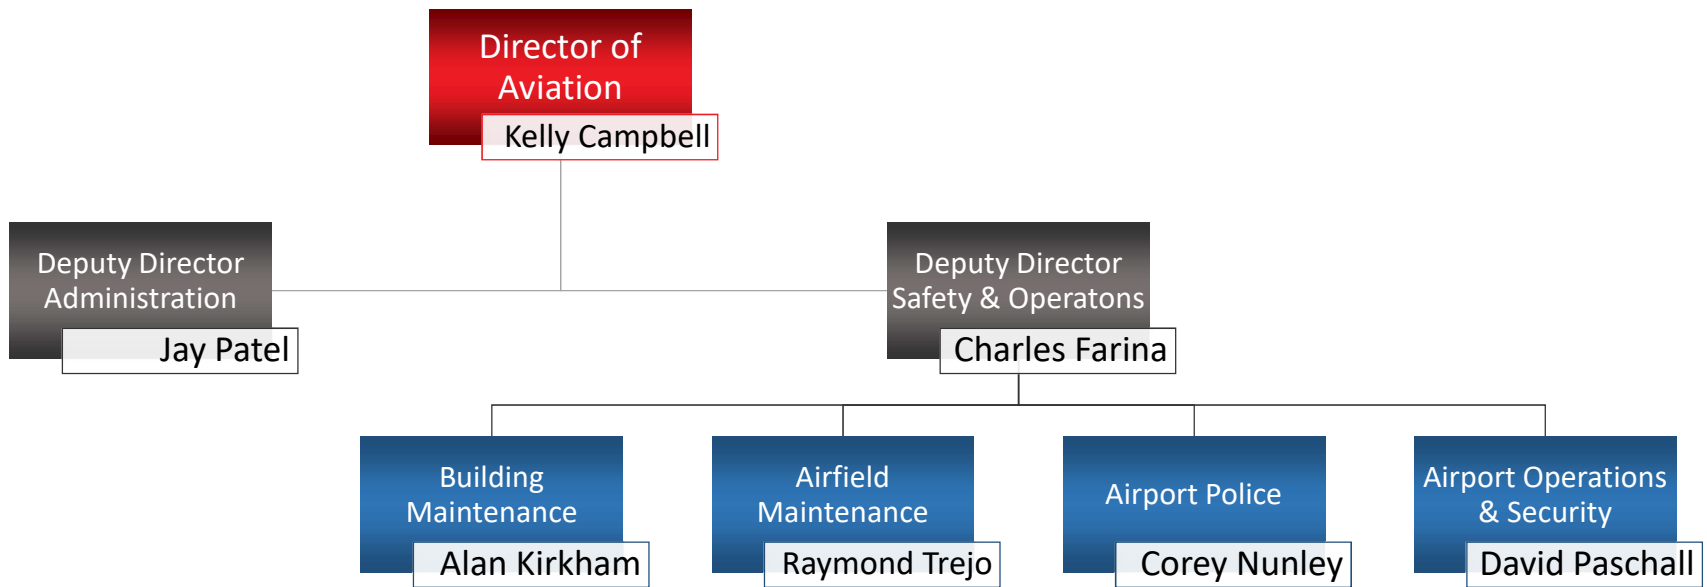 Director of
Aviation
Kelly Campbell
Deputy Director
Administration
Jay Patel
Deputy Director
Safety & Operatons
Charles Farina
Building
Maintenance
Alan Kirkham
Airfield
Maintenance
Raymond Trejo
Airport Police
Corey Nunley
Airport Operations
& Security
David Paschall